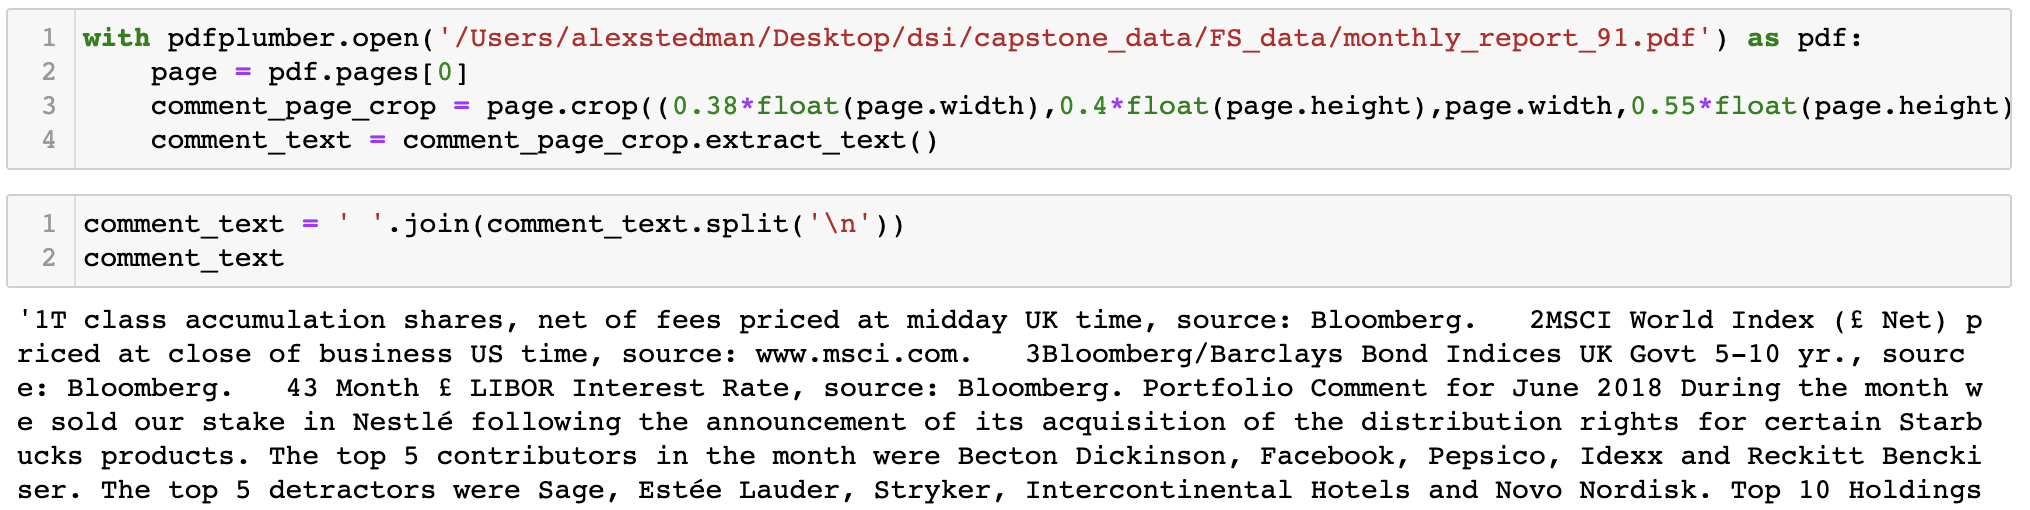 1 with pdfplumber.open('/Users/alexstedman/Desktop/dsi/capstone_data/FS_data/monthly_report_91.pdf') as pdf:
2     page = pdf.pages[0]
3     comment_page_crop = page.crop((0.38*float(page.width),0.4*float(page.height),page.width,0.55*float(page.height)
4     comment_text = comment_page_crop.extract_text()
1 comment_text = ' '.join(comment_text.split('\n'))
2 comment_text
'1T class accumulation shares, net of fees priced at midday UK time, source: Bloomberg.   2MSCI World Index (£ Net) p
riced at close of business US time, source: www.msci.com.   3Bloomberg/Barclays Bond Indices UK Govt 5-10 yr., sourc
e: Bloomberg.   43 Month £ LIBOR Interest Rate, source: Bloomberg. Portfolio Comment for June 2018 During the month w
e sold our stake in Nestlé following the announcement of its acquisition of the distribution rights for certain Starb
ucks products. The top 5 contributors in the month were Becton Dickinson, Facebook, Pepsico, Idexx and Reckitt Bencki
ser. The top 5 detractors were Sage, Estée Lauder, Stryker, Intercontinental Hotels and Novo Nordisk. Top 10 Holdings